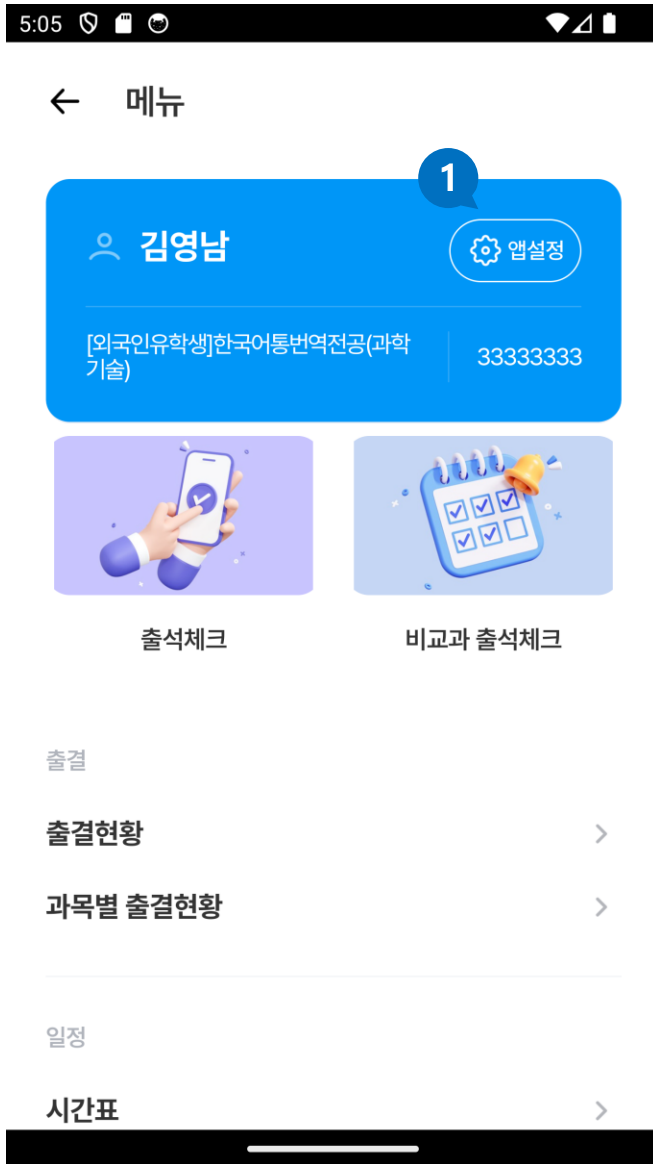 5:05
메뉴
1
김영남
앱설정
[외국인유학생]한국어통번역전공(과학
기술)
33333333
출석체크
비교과 출석체크
출결
출결현황
과목별 출결현황
일정
시간표